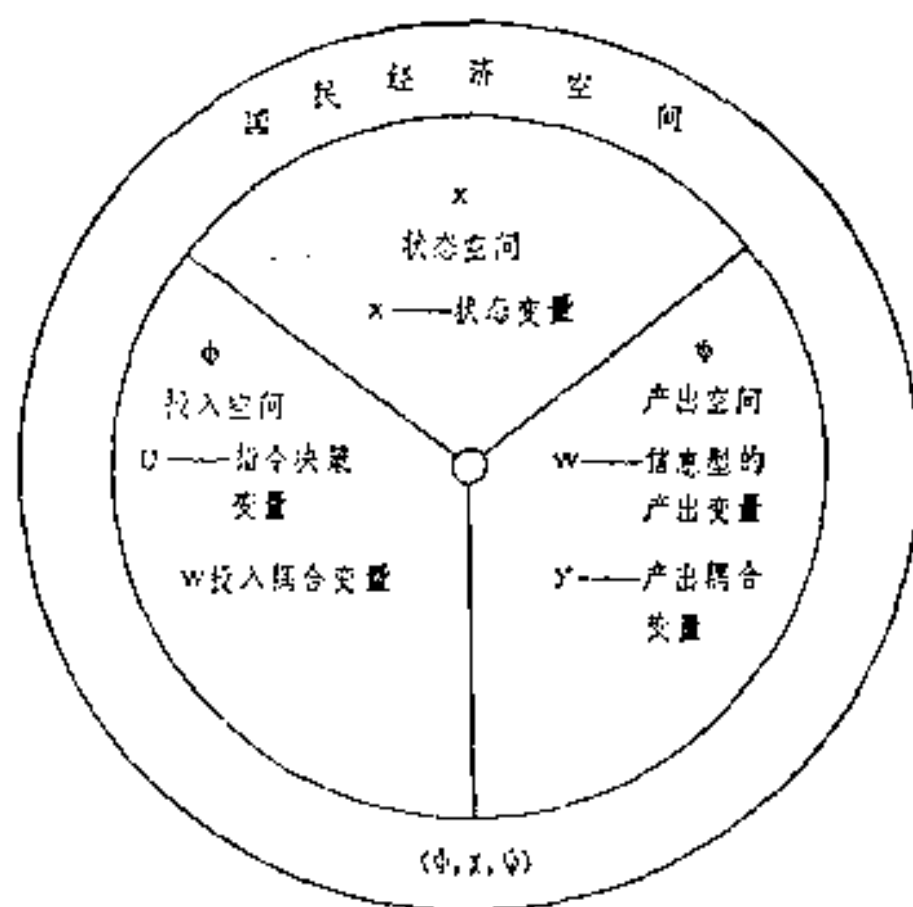 国民经济空间
x
状态空间
x——状态变量
φ
投入空间
U——指令决策
变量
w投入耦合变量
ψ
产出空间
w——信息型的
产出变量
y——产出耦合
变量
(φ,x,ψ)